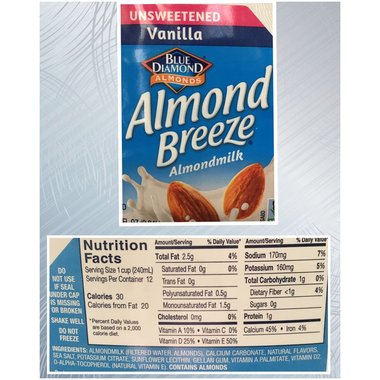 UNSWEETENED
Vanilla
BLUE
DIAMOND
ALMONDS
Almond
Breeze
Almondmilk
DO
NOT USE
IF SEAL
UNDER CAP
IS MISSING
OR BROKEN
SHAKE WELL
DO NOT
FREEZE
Nutrition
Facts
Serving Size 1 cup (240mL)
Servings Per Container 12
Calories 30
Calories from Fat 20
*Percent Daily Values
are based on a 2,000
calorie diet.
Amount/Serving % Daily Value*
Total Fat 2.5g 4%
Saturated Fat 0g 0%
Trans Fat 0g
Polyunsaturated Fat 0.5g
Monounsaturated Fat 1.5g
Cholesterol 0mg 0%
Vitamin A 10% • Vitamin C 0%
Vitamin D 25% • Vitamin E 50%
Amount/Serving % Daily Value*
Sodium 170mg 7%
Potassium 160mg 5%
Total Carbohydrate 1g 0%
Dietary Fiber <1g 4%
Sugars 0g
Protein 1g
Calcium 45% • Iron 4%
INGREDIENTS: ALMONDMILK (FILTERED WATER, ALMONDS), CALCIUM CARBONATE, NATURAL FLAVORS,
SEA SALT, POTASSIUM CITRATE, SUNFLOWER LECITHIN, GELLAN GUM, VITAMIN A PALMITATE, VITAMIN D2,
D-ALPHA-TOCOPHEROL (NATURAL VITAMIN E). CONTAINS ALMONDS